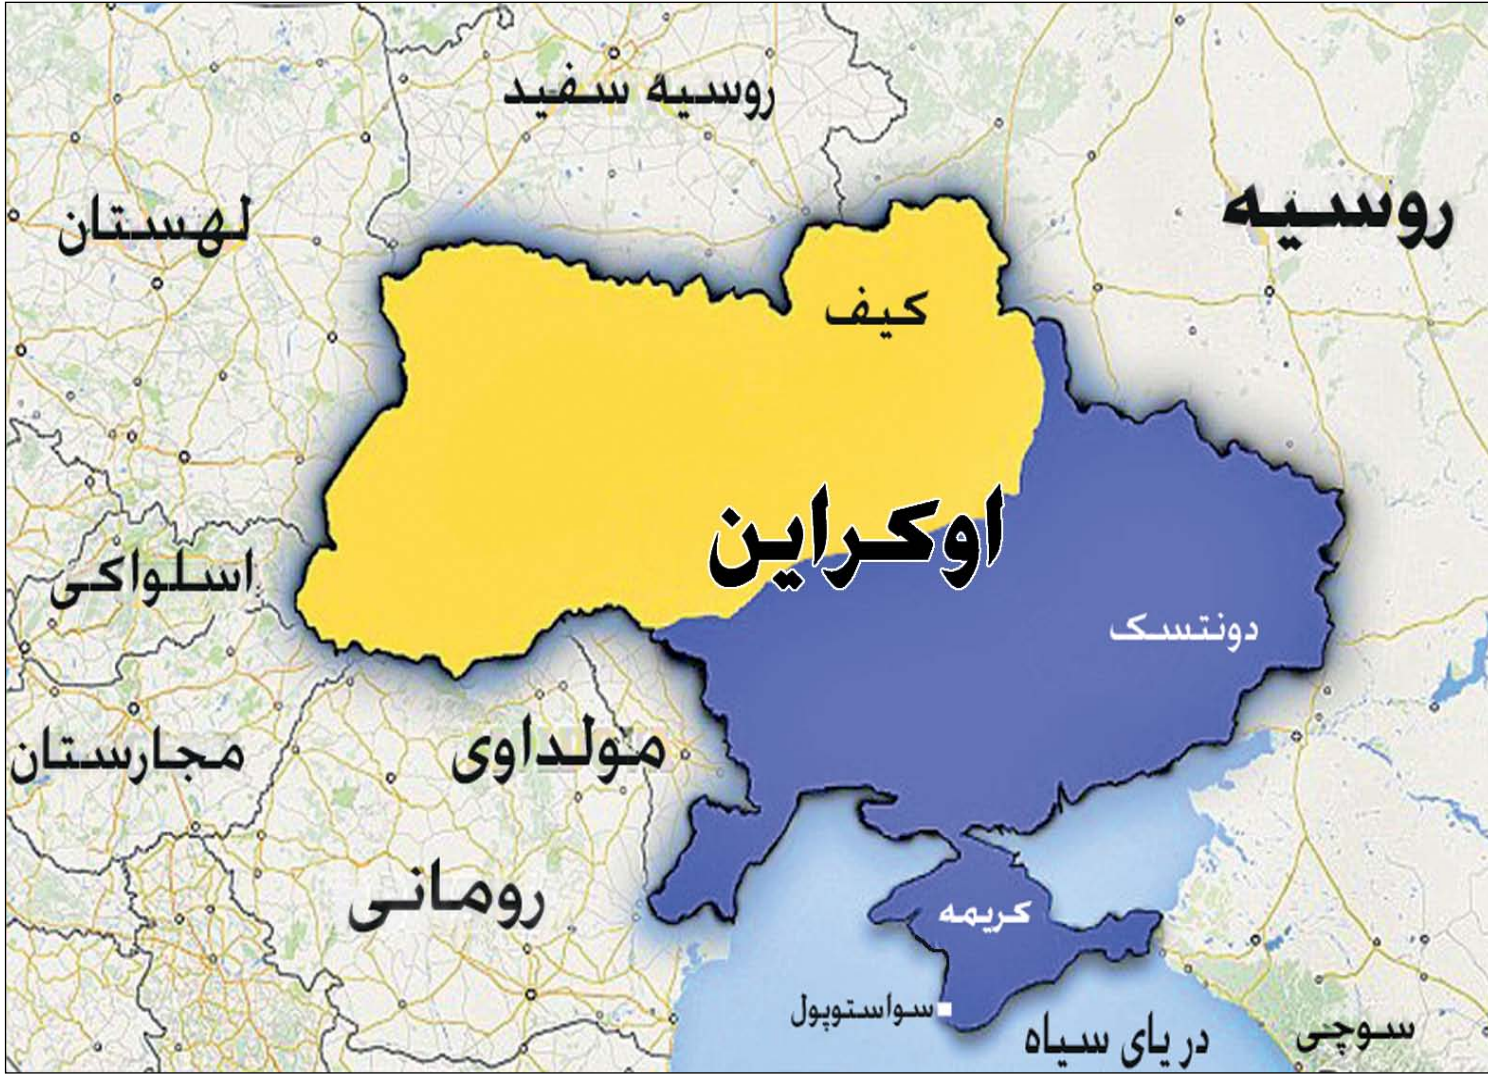 روسیه سفید
روسیه
لهستان
کیف
اوکراین
اسلواکی
دونتسک
مجارستان
مولداوی
رومانی
کریمه
سواستوپول
دریای سیاه
سوچی